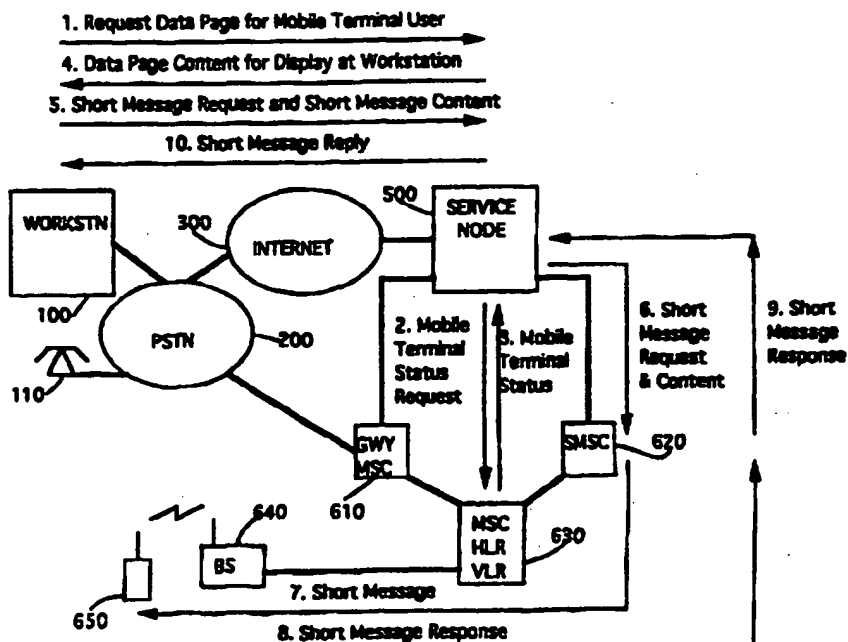 1. Request Data Page for Mobile Terminal User
4. Data Page Content for Display at Workstation
5. Short Message Request and Short Message Content
10. Short Message Reply
WORKSTN
100
300
INTERNET
500
SERVICE
NODE
PSTN
200
110
2. Mobile
Terminal
Status
Request
3. Mobile
Terminal
Status
6. Short
Message
Request
& Content
9. Short
Message
Response
GWY
MSC
610
SMSC
620
MSC
HLR
VLR
630
640
BS
650
7. Short Message
8. Short Message Response